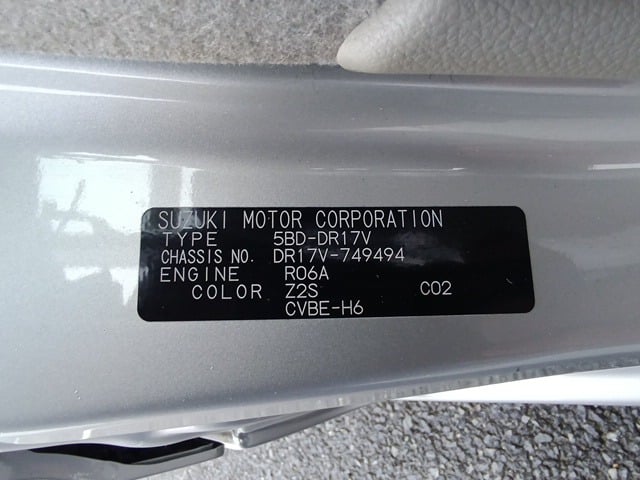 SUZUKI MOTOR CORPORATION
TYPE 5BD-DR17V
CHASSIS NO. DR17V-749494
ENGINE R06A
COLOR Z2S C02
CVBE-H6